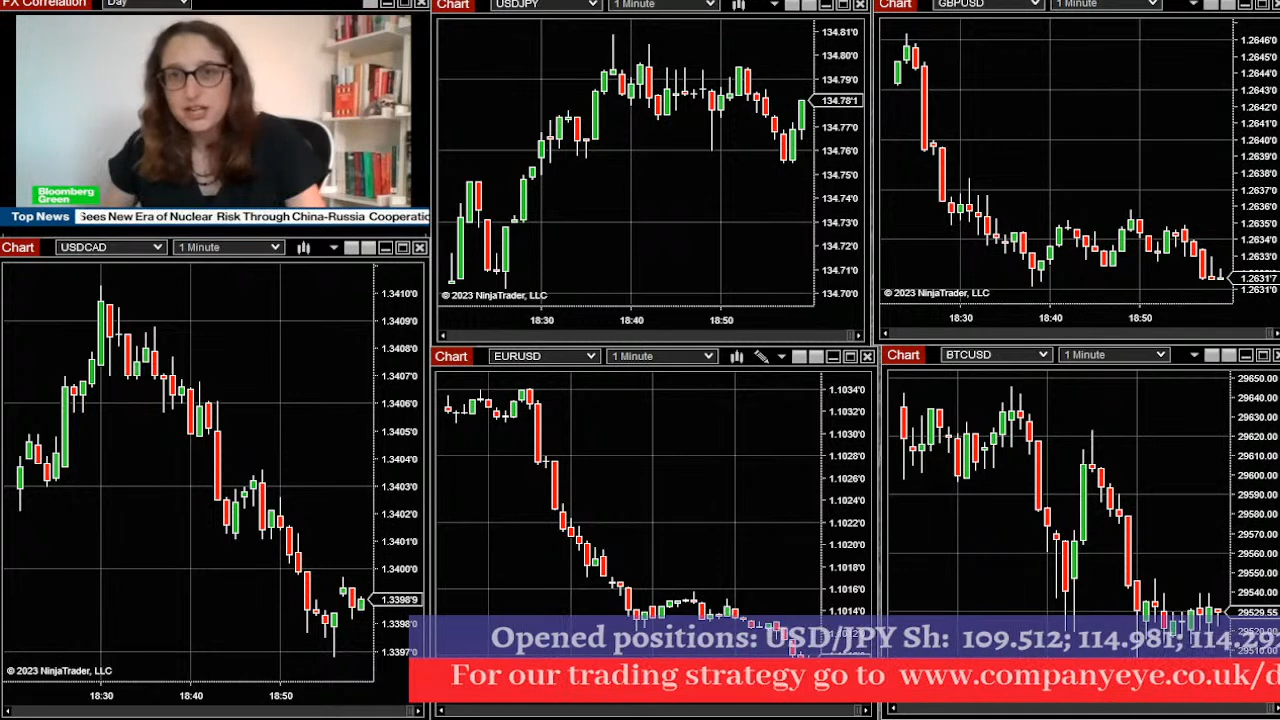 FX Correlation
Day
Bloomberg
Green
Top News
Sees New Era of Nuclear Risk Through China-Russia Cooperatio
Chart
USDJPY
1 Minute
134.81'0
134.80'0
134.79'0
134.78'1
134.77'0
134.76'0
134.75'0
134.74'0
134.73'0
134.72'0
134.71'0
134.70'0
© 2023 NinjaTrader, LLC
18:30
18:40
18:50
Chart
GBPUSD
1 Minute
1.2646'0
1.2645'0
1.2644'0
1.2643'0
1.2641'0
1.2640'0
1.2639'0
1.2637'0
1.2636'0
1.2635'0
1.2634'0
1.2633'0
1.2631'7
1.2631'0
© 2023 NinjaTrader, LLC
18:30
18:40
18:50
Chart
USDCAD
1 Minute
1.3410'0
1.3409'0
1.3408'0
1.3407'0
1.3406'0
1.3405'0
1.3404'0
1.3403'0
1.3402'0
1.3401'0
1.3400'0
1.3398'9
1.3398'0
1.3397'0
© 2023 NinjaTrader, LLC
18:30
18:40
18:50
Chart
EURUSD
1 Minute
1.1034'0
1.1032'0
1.1030'0
1.1028'0
1.1026'0
1.1024'0
1.1022'0
1.1020'0
1.1018'0
1.1016'0
1.1014'0
Chart
BTCUSD
1 Minute
29650.00
29640.00
29630.00
29620.00
29600.00
29590.00
29580.00
29570.00
29560.00
29550.00
29540.00
29529.55
29510.00
Opened positions: USD/JPY Sh: 109.512; 114.981; 114.29
For our trading strategy go to www.companyeye.co.uk/d